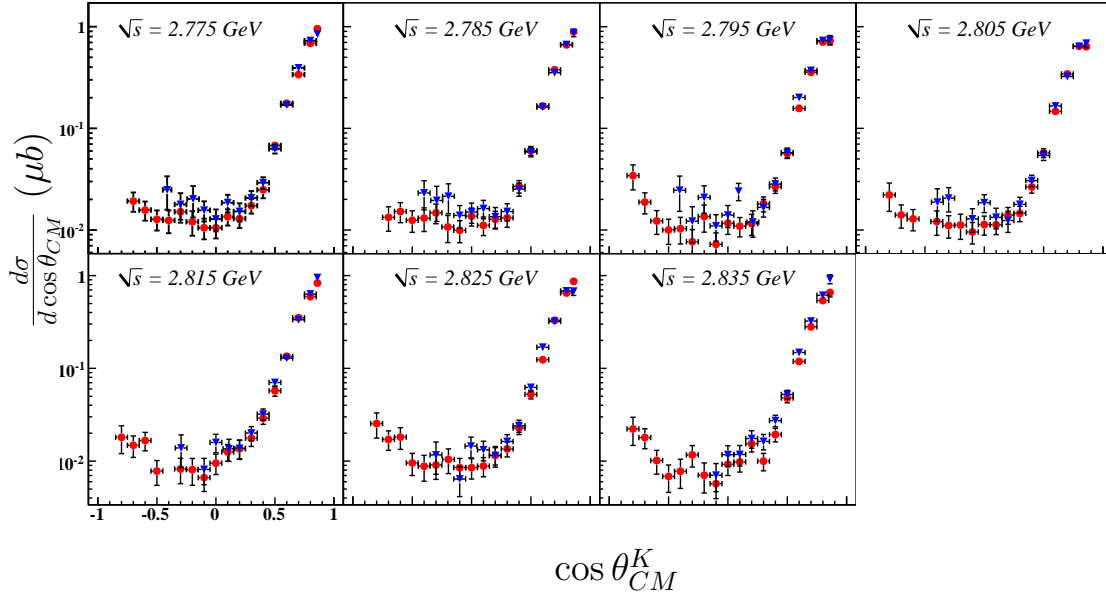 √s = 2.775 GeV
√s = 2.785 GeV
√s = 2.795 GeV
√s = 2.805 GeV
1
10⁻¹
10⁻²
dσ/d cos θ_CM (μb)
√s = 2.815 GeV
√s = 2.825 GeV
√s = 2.835 GeV
1
10⁻¹
10⁻²
-1 -0.5 0 0.5 1
cos θ^K_CM